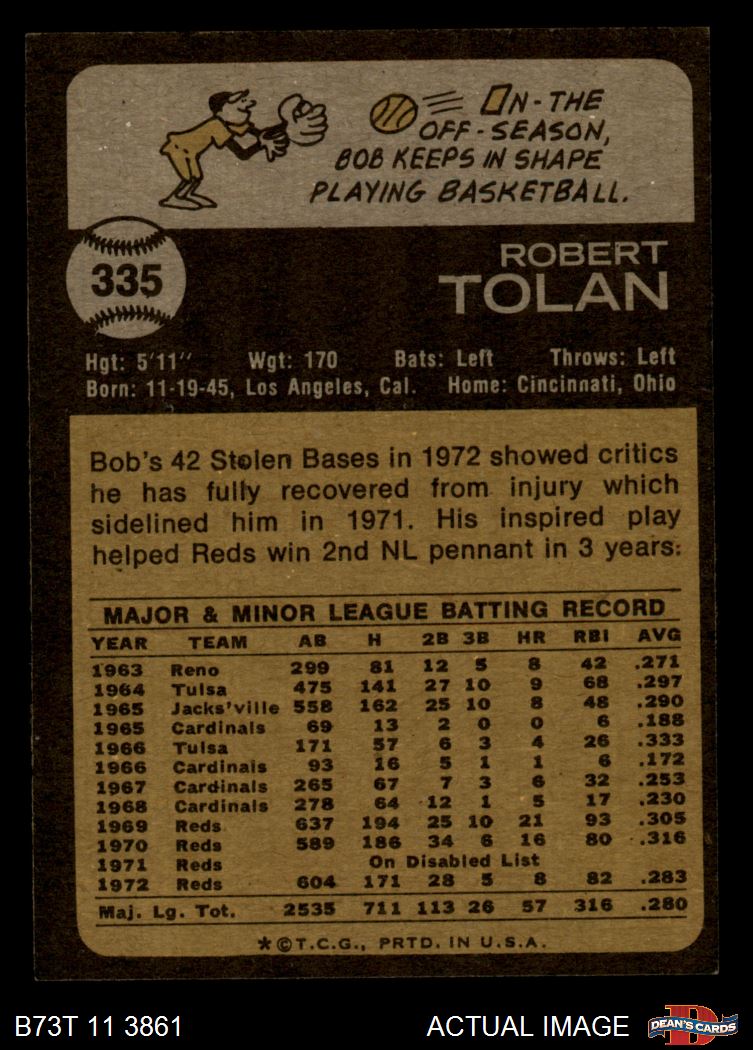 ON-THE
OFF-SEASON,
BOB KEEPS IN SHAPE
PLAYING BASKETBALL.
335
ROBERT
TOLAN
Hgt: 5'11" Wgt: 170 Bats: Left Throws: Left
Born: 11-19-45, Los Angeles, Cal. Home: Cincinnati, Ohio
Bob's 42 Stolen Bases in 1972 showed critics
he has fully recovered from injury which
sidelined him in 1971. His inspired play
helped Reds win 2nd NL pennant in 3 years.
MAJOR & MINOR LEAGUE BATTING RECORD
YEAR TEAM AB H 2B 3B HR RBI AVG
1963 Reno 299 81 12 5 8 42 .271
1964 Tulsa 475 141 27 10 9 68 .297
1965 Jacks'ville 558 162 25 10 8 48 .290
1965 Cardinals 69 13 2 0 0 6 .188
1966 Tulsa 171 57 6 3 4 26 .333
1966 Cardinals 93 16 5 1 1 6 .172
1967 Cardinals 265 67 7 3 6 32 .253
1968 Cardinals 278 64 12 1 5 17 .230
1969 Reds 637 194 25 10 21 93 .305
1970 Reds 589 186 34 6 16 80 .316
1971 Reds On Disabled List
1972 Reds 604 171 28 5 8 82 .283
Maj. Lg. Tot. 2535 711 113 26 57 316 .280
*©T.C.G., PRTD. IN U.S.A.
B73T 11 3861 ACTUAL IMAGE
D
DEAN'S CARDS